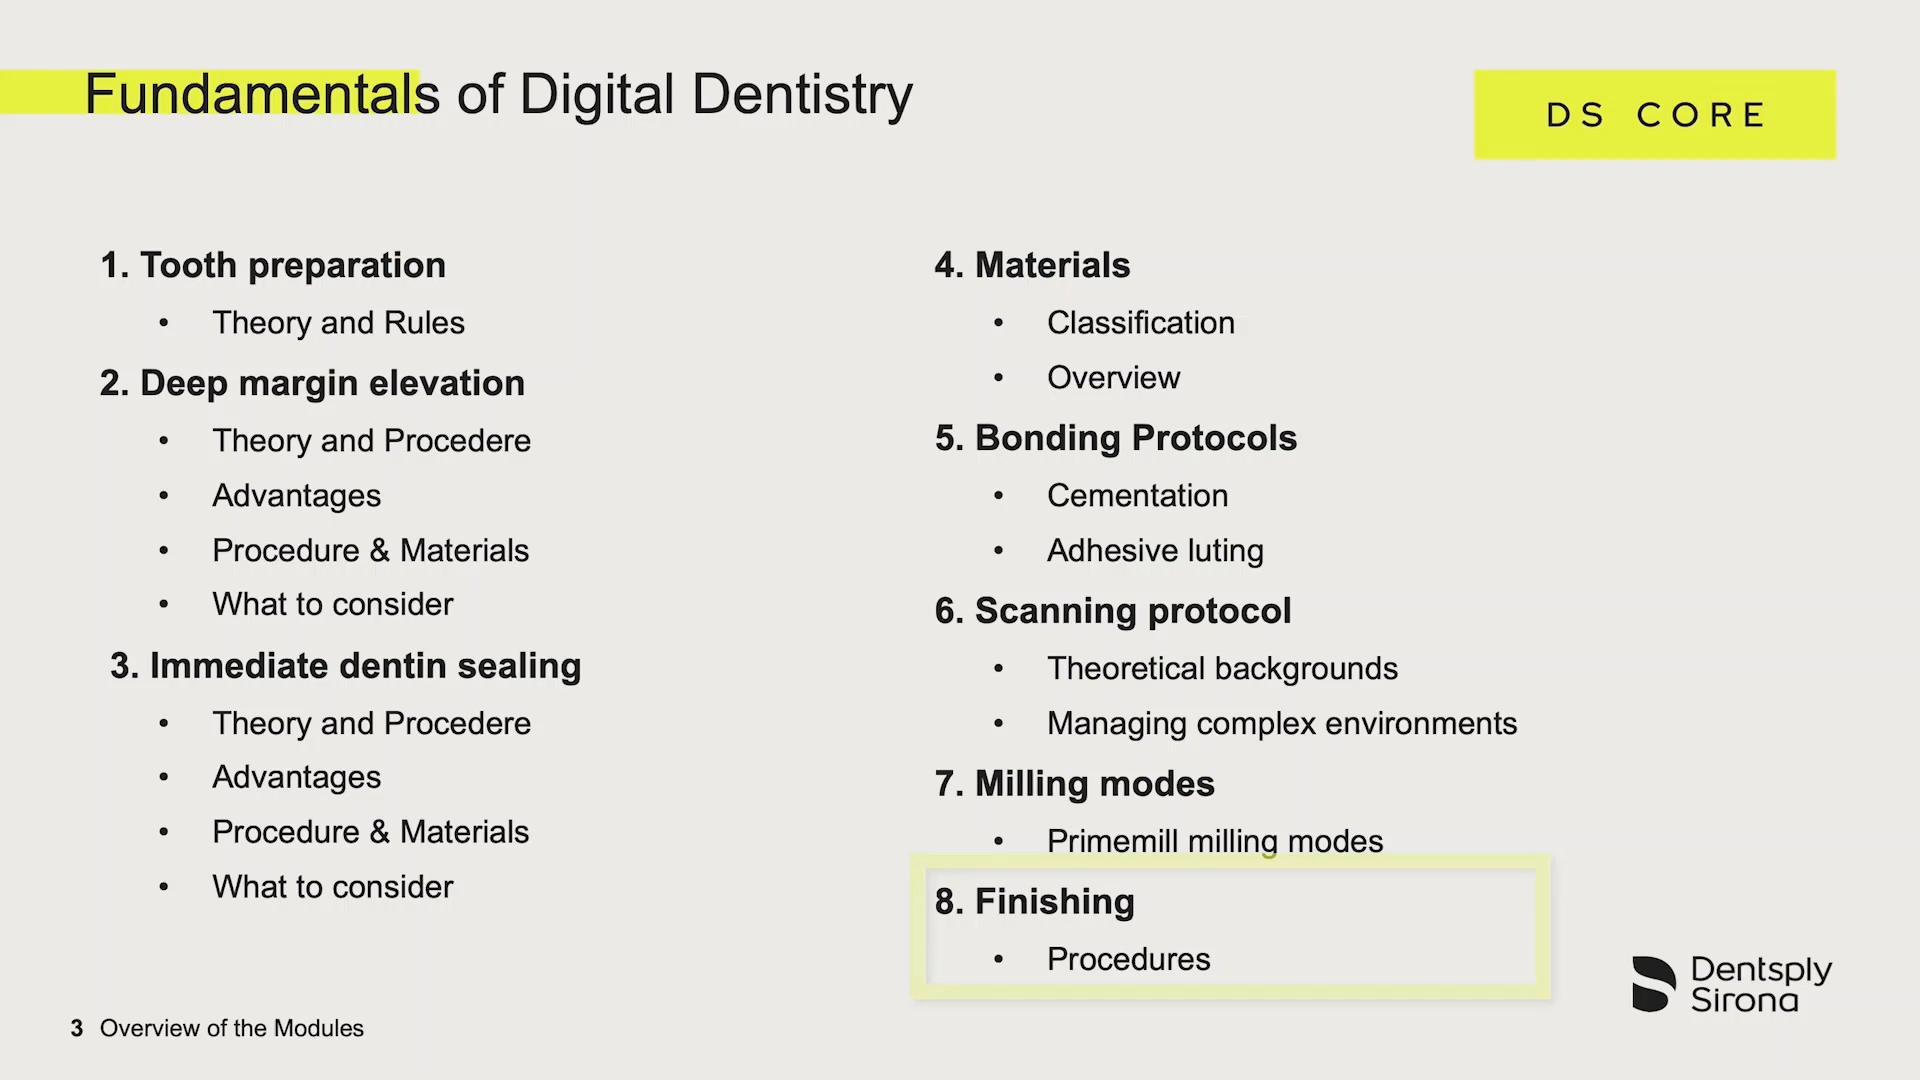 Fundamentals of Digital Dentistry
DS CORE
1. Tooth preparation
• Theory and Rules
2. Deep margin elevation
• Theory and Procedere
• Advantages
• Procedure & Materials
• What to consider
3. Immediate dentin sealing
• Theory and Procedere
• Advantages
• Procedure & Materials
• What to consider
4. Materials
• Classification
• Overview
5. Bonding Protocols
• Cementation
• Adhesive luting
6. Scanning protocol
• Theoretical backgrounds
• Managing complex environments
7. Milling modes
• Primemill milling modes
8. Finishing
• Procedures
3 Overview of the Modules
Dentsply
Sirona